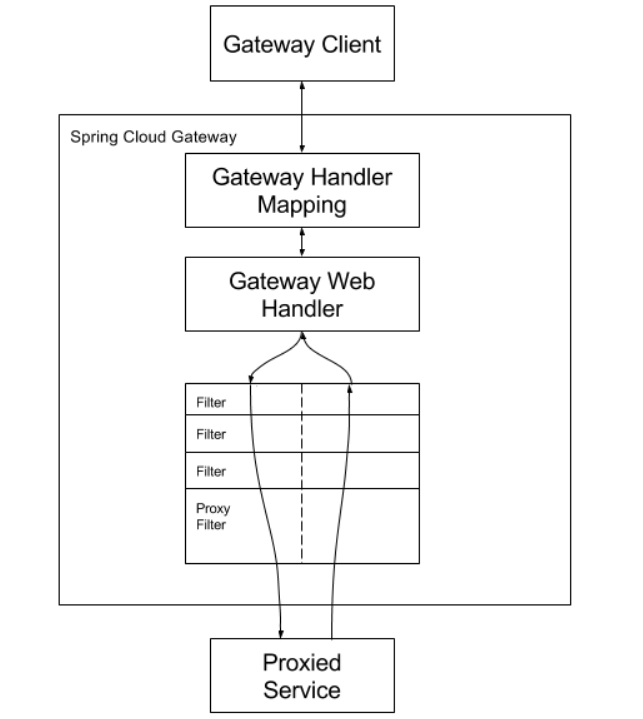 Gateway Client
Spring Cloud Gateway
Gateway Handler
Mapping
Gateway Web
Handler
Filter
Filter
Filter
Proxy
Filter
Proxied
Service